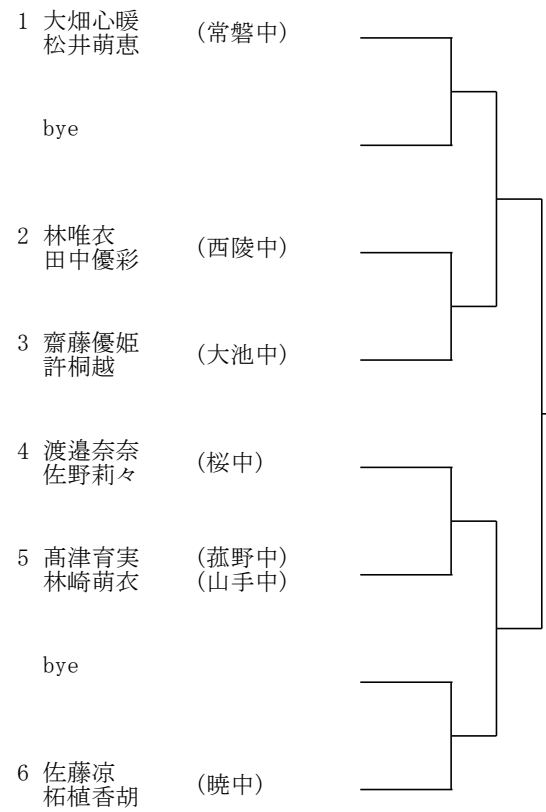 1 大畑心暖
松井萌恵 (常磐中)
bye
2 林唯衣
田中優彩 (西陵中)
3 齋藤優姫
許桐越 (大池中)
4 渡邉奈奈
佐野莉々 (桜中)
5 髙津育実 (菰野中)
林崎萌衣 (山手中)
bye
6 佐藤凉
柘植香胡 (暁中)